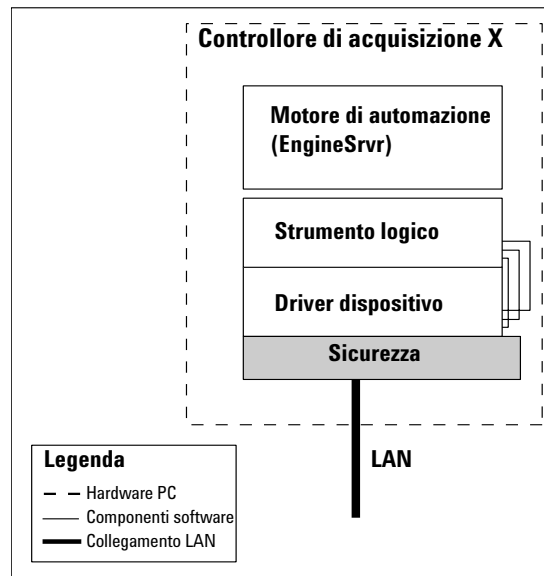 Controllore di acquisizione X
Motore di automazione
(EngineSrvr)
Strumento logico
Driver dispositivo
Sicurezza
LAN
Legenda
Hardware PC
Componenti software
Collegamento LAN